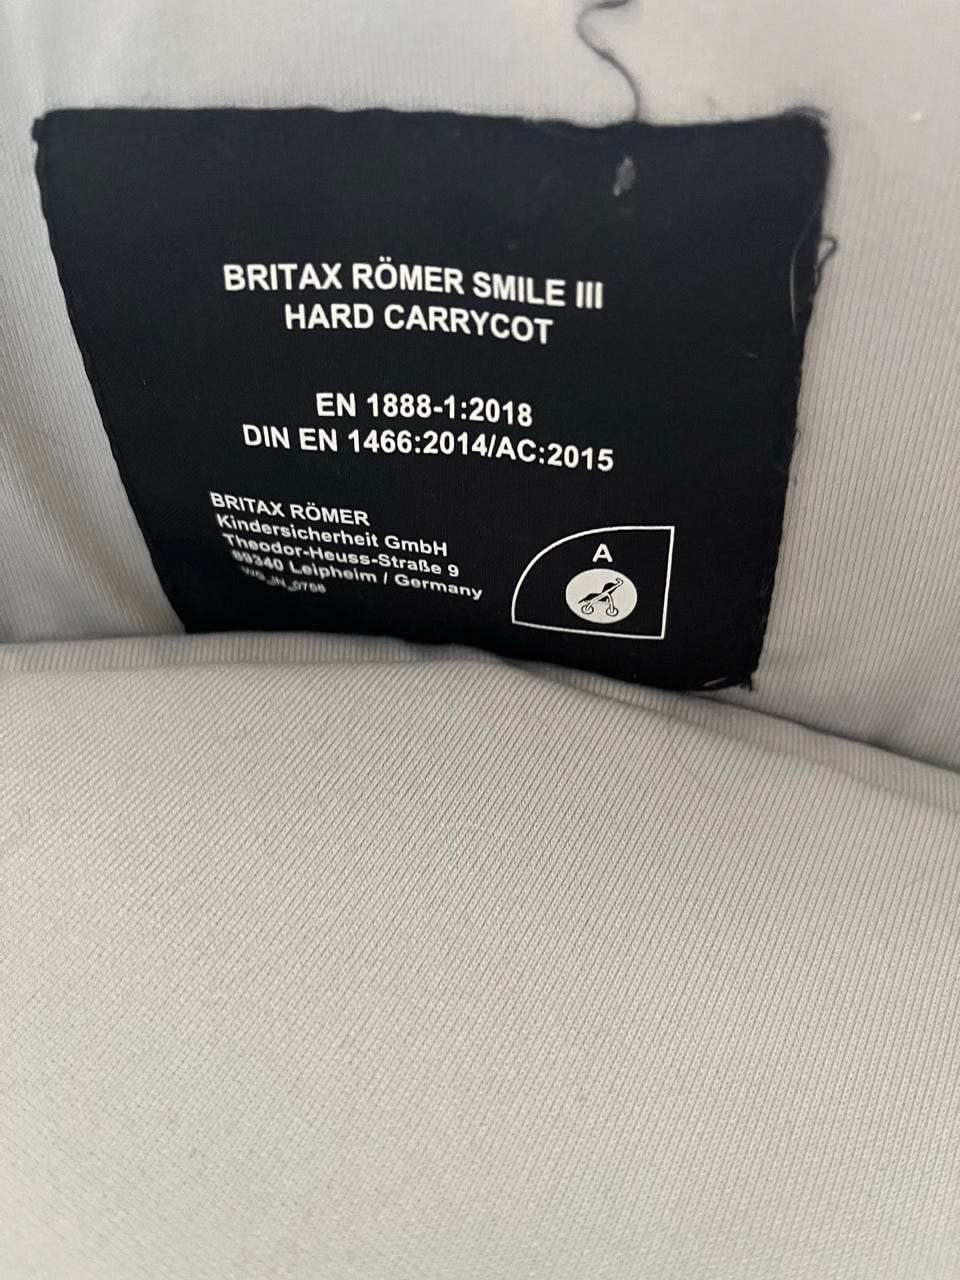 BRITAX RÖMER SMILE III
HARD CARRYCOT
EN 1888-1:2018
DIN EN 1466:2014/AC:2015
BRITAX RÖMER
Kindersicherheit GmbH
Theodor-Heuss-Straße 9
89340 Leipheim / Germany
A